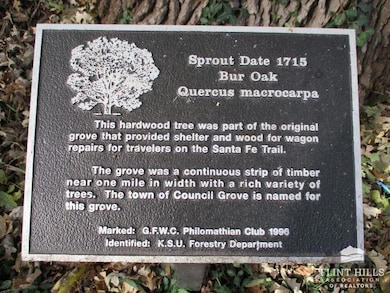 Sprout Date 1715
Bur Oak
Quercus macrocarpa
This hardwood tree was part of the original
grove that provided shelter and wood for wagon
repairs for travelers on the Santa Fe Trail.
The grove was a continuous strip of timber
near one mile in width with a rich variety of
trees. The town of Council Grove is named for
this grove.
Marked: G.F.W.C. Philomathian Club 1996
Identified: K.S.U. Forestry Department
FLINT HILLS
ASSOCIATION
OF REALTORS